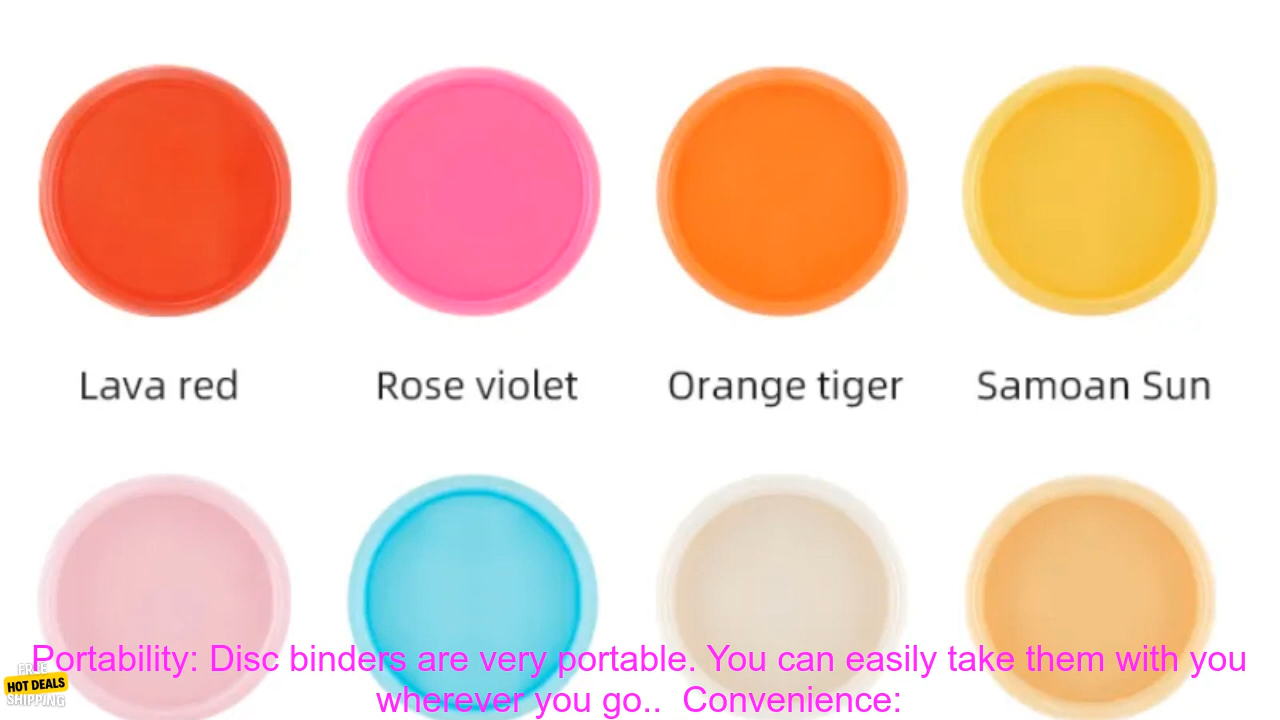 Lava red
Rose violet
Orange tiger
Samoan Sun
Portability: Disc binders are very portable. You can easily take them with you
wherever you go..  Convenience:
HOT DEALS
SHIPPING